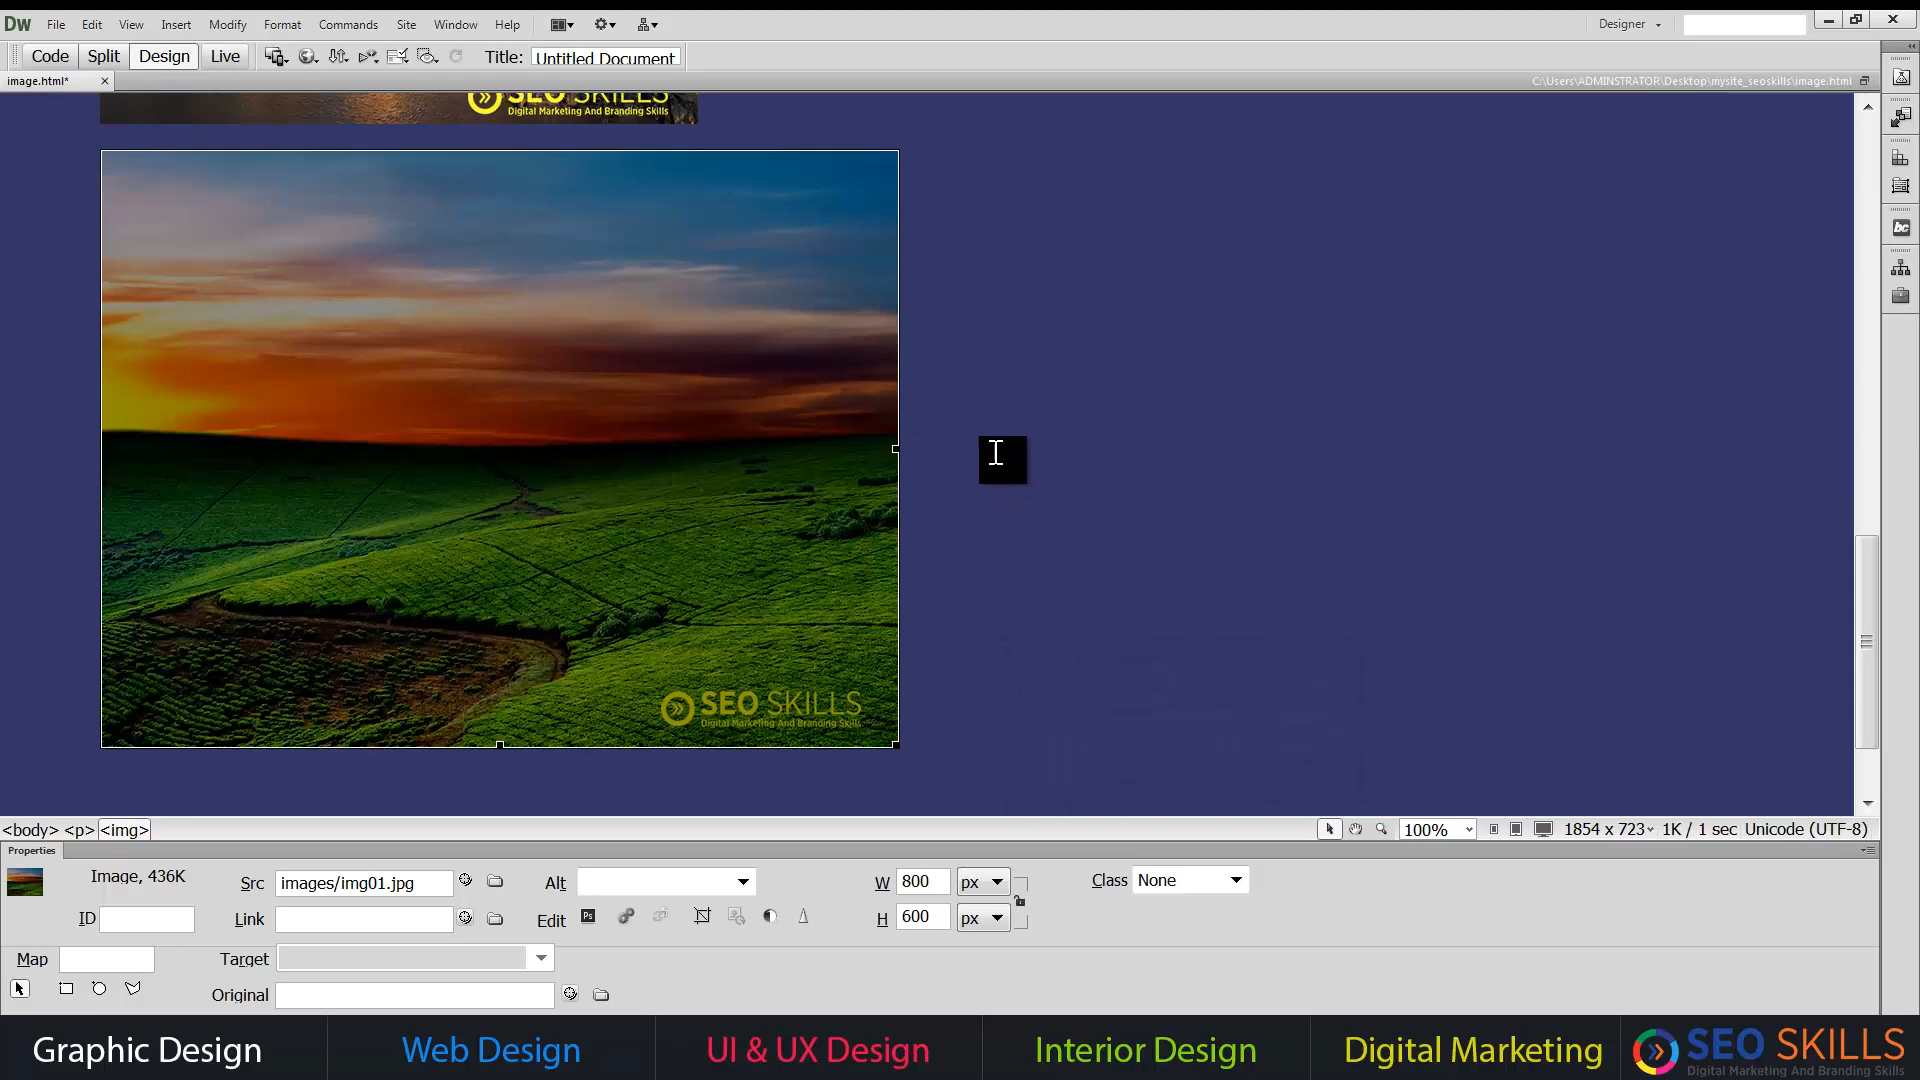 Dw File Edit View Insert Modify Format Commands Site Window Help Designer
Code Split Design Live Title: Untitled Document
image.html* C:\Users\ADMINSTRATOR\Desktop\mysite_seoskills\image.html
SEO SKILLS
Digital Marketing And Branding Skills
bc
SEO SKILLS
Digital Marketing And Branding Skills
<body> <p> <img> 100% 1854 x 723 1K / 1 sec Unicode (UTF-8)
Properties
Image, 436K Src images/img01.jpg Alt W 800 px Class None
ID Link Edit Ps H 600 px
Map Target
Original
Graphic Design Web Design UI & UX Design Interior Design Digital Marketing SEO SKILLS
Digital Marketing And Branding Skills